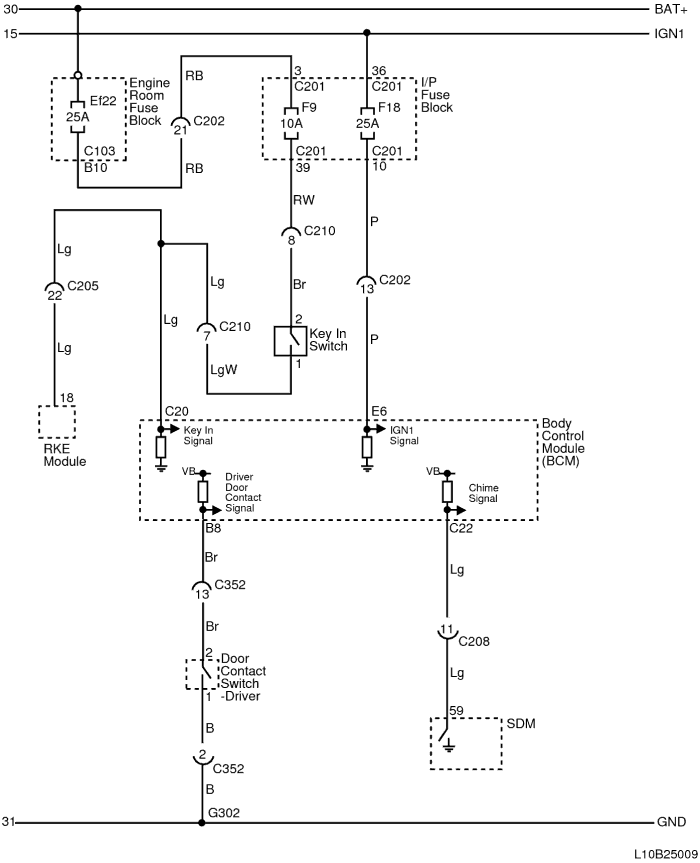 30
BAT+
15
IGN1
Engine
Room
Fuse
Block
Ef22
25A
C103
B10
RB
C202
21
RB
3
C201
F9
10A
C201
39
36
C201
F18
25A
C201
10
I/P
Fuse
Block
RW
C210
8
Br
P
C202
13
P
Lg
C205
22
Lg
18
RKE
Module
Lg
Lg
C210
7
LgW
2
Key In
Switch
1
C20
E6
Key In
Signal
IGN1
Signal
Body
Control
Module
(BCM)
VB
Driver
Door
Contact
Signal
VB
Chime
Signal
B8
C22
Br
C352
13
Br
2
Door
Contact
Switch
-Driver
1
B
2
C352
B
G302
Lg
11
C208
Lg
59
SDM
31
GND
L10B25009